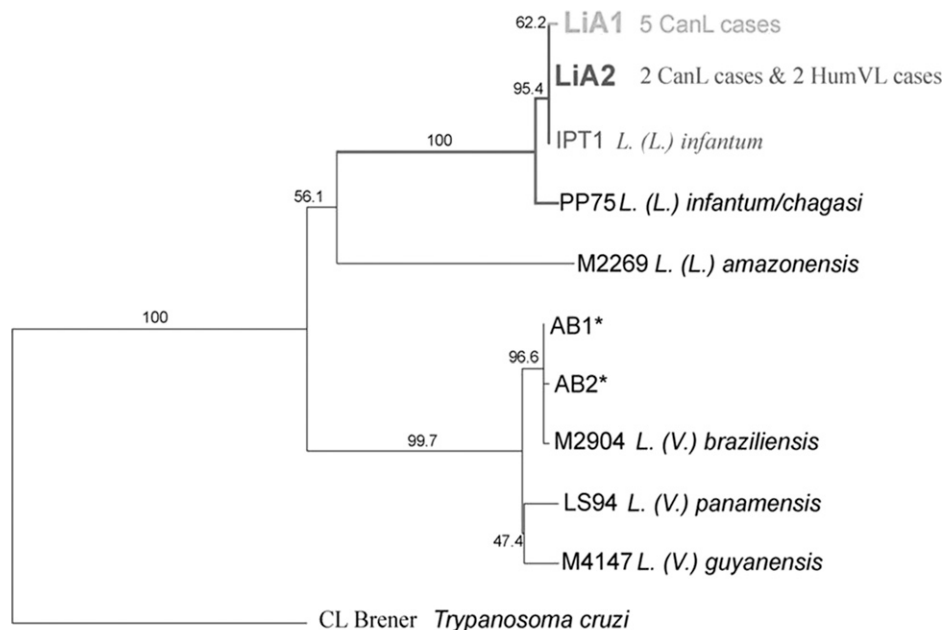 62.2 LiA1 5 CanL cases
LiA2 2 CanL cases & 2 HumVL cases
95.4
100
IPT1 L. (L.) infantum
56.1
PP75 L. (L.) infantum/chagasi
M2269 L. (L.) amazonensis
100
AB1*
96.6
AB2*
99.7
M2904 L. (V.) braziliensis
LS94 L. (V.) panamensis
47.4
M4147 L. (V.) guyanensis
CL Brener Trypanosoma cruzi